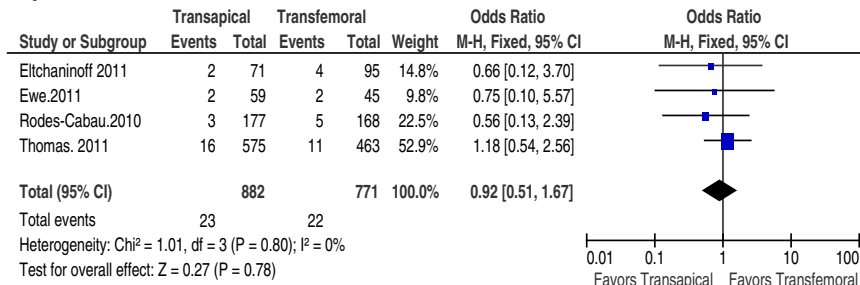 Transapical Transfemoral Odds Ratio Odds Ratio
Study or Subgroup Events Total Events Total Weight M-H, Fixed, 95% CI M-H, Fixed, 95% CI
Eltchaninoff 2011 2 71 4 95 14.8% 0.66 [0.12, 3.70]
Ewe.2011 2 59 2 45 9.8% 0.75 [0.10, 5.57]
Rodes-Cabau.2010 3 177 5 168 22.5% 0.56 [0.13, 2.39]
Thomas. 2011 16 575 11 463 52.9% 1.18 [0.54, 2.56]
Total (95% CI) 882 771 100.0% 0.92 [0.51, 1.67]
Total events 23 22
Heterogeneity: Chi² = 1.01, df = 3 (P = 0.80); I² = 0%
Test for overall effect: Z = 0.27 (P = 0.78)
0.01 0.1 1 10 100
Favors Transapical Favors Transfemoral